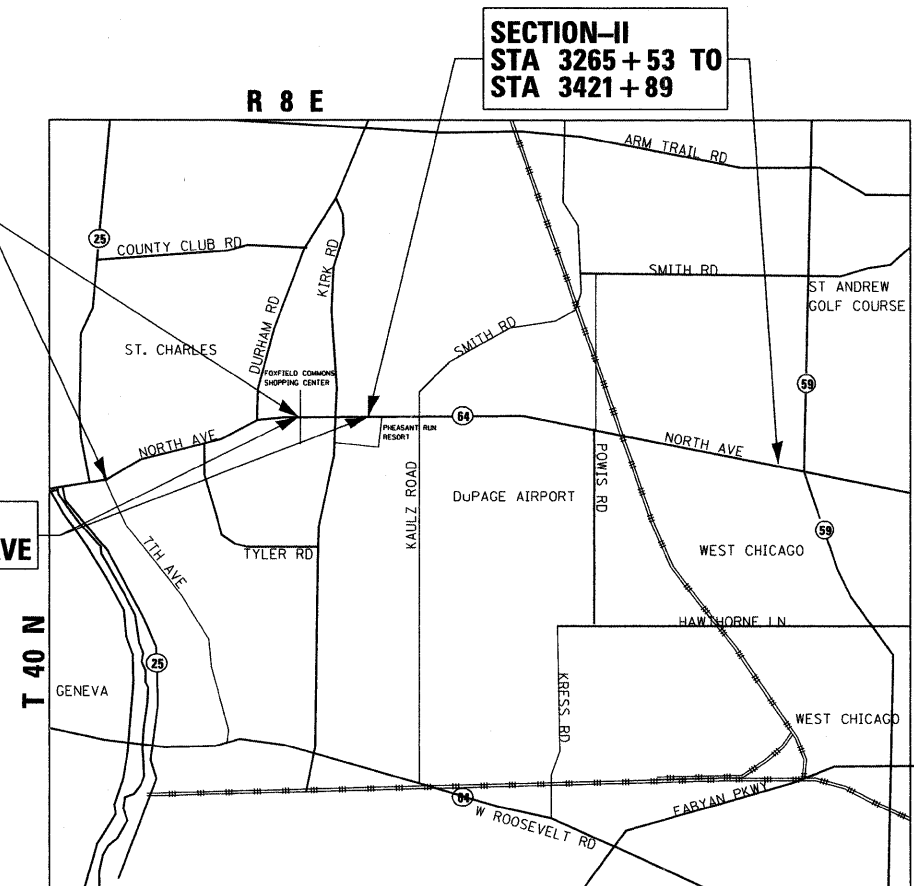 SECTION-II
STA 3265+53 TO
STA 3421+89
R 8 E
ARM TRAIL RD
25
COUNTY CLUB RD
KIRK RD
SMITH RD
ST ANDREW
GOLF COURSE
DURHAM RD
SMITH RD
ST. CHARLES
FOXFIELD COMMONS
SHOPPING CENTER
59
64
PHEASANT RUN
RESORT
NORTH AVE
NORTH AVE
POWIS RD
KAULZ ROAD
DuPAGE AIRPORT
59
VE
7TH AVE
TYLER RD
WEST CHICAGO
T 40 N
HAWTHORNE LN
25
GENEVA
KRESS RD
WEST CHICAGO
64
W ROOSEVELT RD
FABYAN PKWY